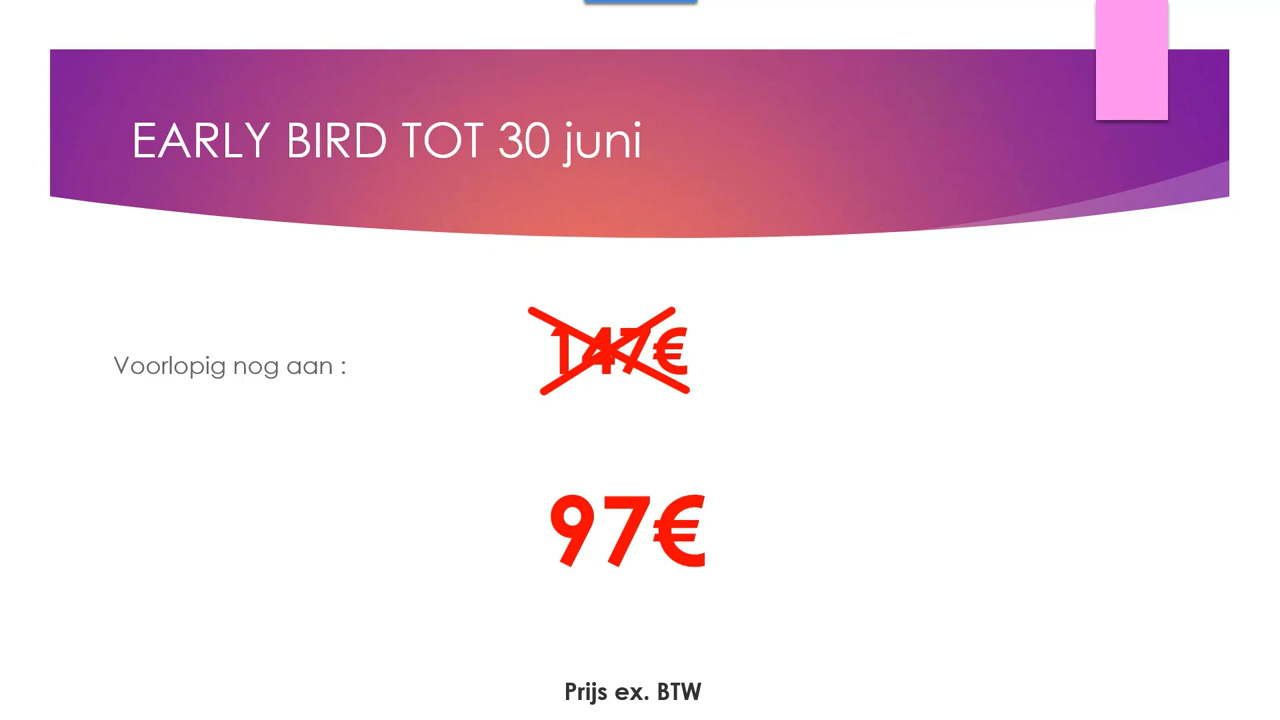 EARLY BIRD TOT 30 juni
Voorlopig nog aan :
147€
97€
Prijs ex. BTW